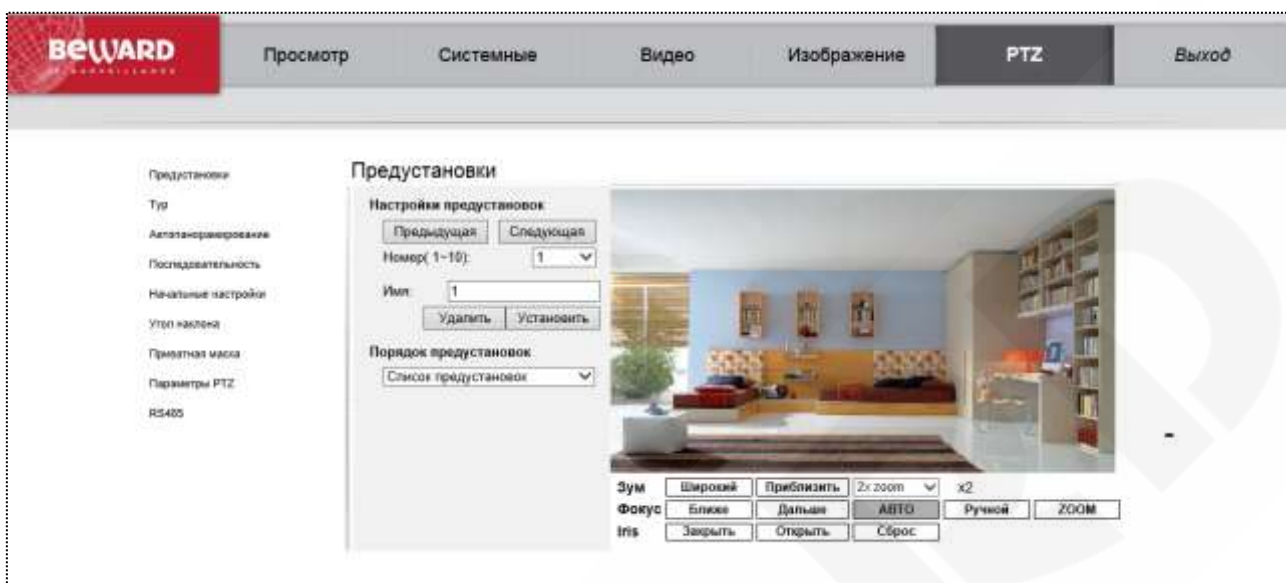 BEWARD
Просмотр Системные Видео Изображение PTZ Выход
Предустановки
Тур
Автопанорамирование
Последовательность
Начальные настройки
Угол наклона
Приватная маска
Параметры PTZ
RS485
Предустановки
Настройки предустановок
Предыдущая Следующая
Номер( 1~10): 1
Имя: 1
Удалить Установить
Порядок предустановок
Список предустановок
Зум Широкий Приблизить 2x zoom x2
Фокус Ближе Дальше АВТО Ручной ZOOM
Iris Закрыть Открыть Сброс